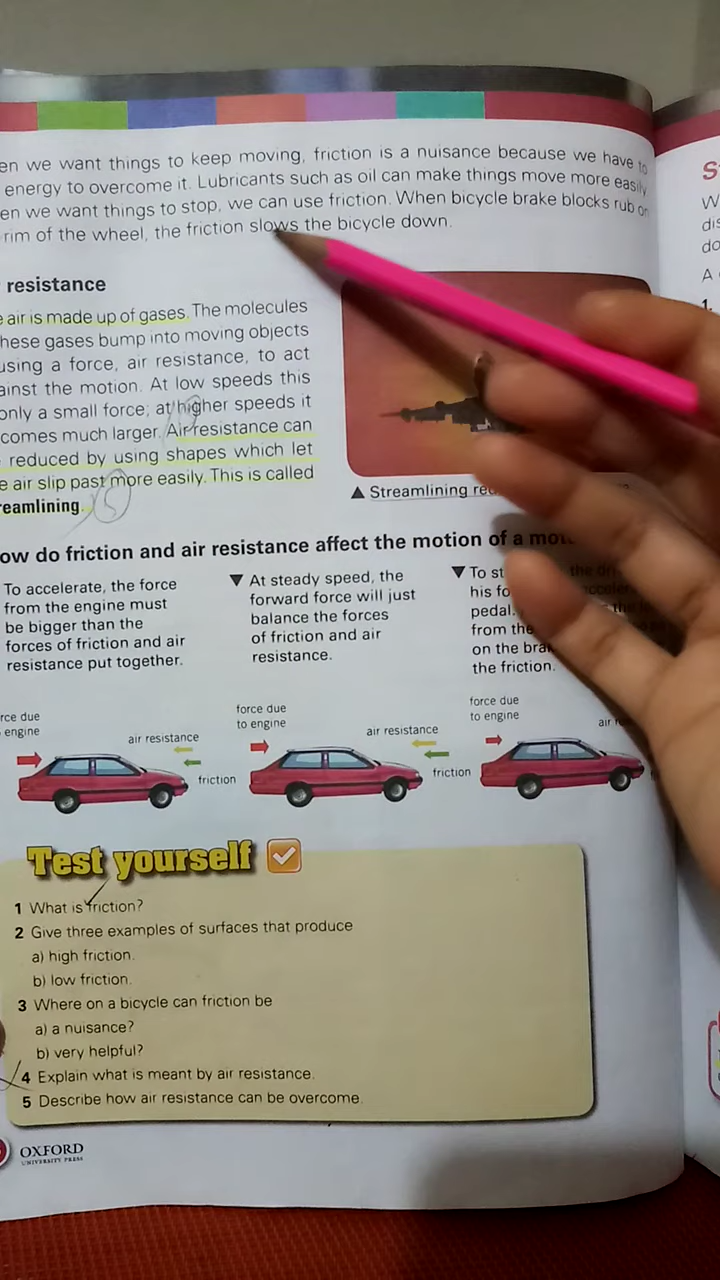 en we want things to keep moving, friction is a nuisance because we have to
energy to overcome it. Lubricants such as oil can make things move more easily
en we want things to stop, we can use friction. When bicycle brake blocks rub on
rim of the wheel, the friction slows the bicycle down.
resistance
e air is made up of gases. The molecules
hese gases bump into moving objects
using a force, air resistance, to act
ainst the motion. At low speeds this
only a small force; at higher speeds it
comes much larger. Air resistance can
reduced by using shapes which let
e air slip past more easily. This is called
reamlining.
5
▲ Streamlining
ow do friction and air resistance affect the motion of a
To accelerate, the force
from the engine must
be bigger than the
forces of friction and air
resistance put together.
▼ At steady speed, the
forward force will just
balance the forces
of friction and air
resistance.
▼ To
his
pedal.
from the
on the
the friction.
rce due
engine
air resistance
friction
force due
to engine
air resistance
friction
force due
to engine
air
Test yourself
1 What is friction?
2 Give three examples of surfaces that produce
a) high friction.
b) low friction.
3 Where on a bicycle can friction be
a) a nuisance?
b) very helpful?
4 Explain what is meant by air resistance.
5 Describe how air resistance can be overcome.
OXFORD
UNIVERSITY PRESS
S
W
dis
do
A
1.